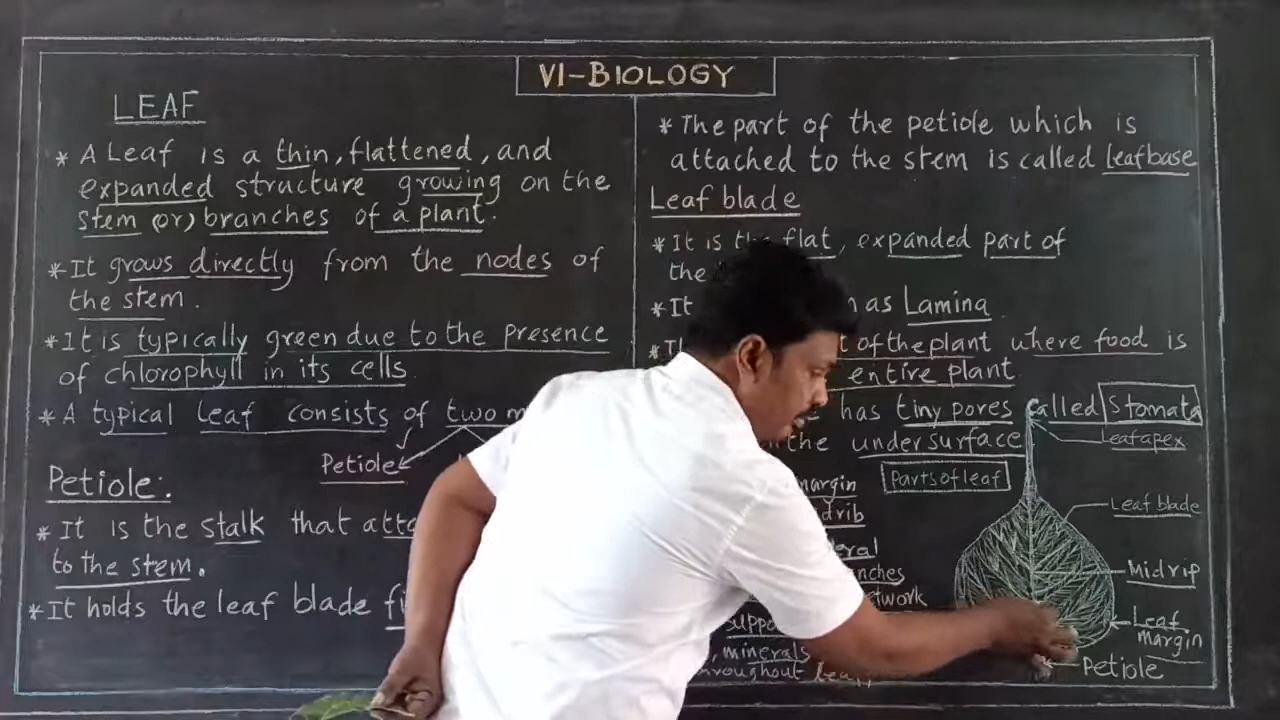 VI-BIOLOGY
LEAF
* A Leaf is a thin, flattened, and
expanded structure growing on the
stem (or) branches of a plant.
* It grows directly from the nodes of
the stem.
* It is typically green due to the presence
of chlorophyll in its cells.
* A typical leaf consists of two
Petiole
Petiole:
* It is the stalk that
to the stem.
* It holds the leaf blade
* The part of the petiole which is
attached to the stem is called leafbase
Leaf blade
* It is the flat, expanded part of
the
* It as Lamina
* of the plant where food is
entire plant
has tiny pores called Stomata
the under surface
Leaf apex
Parts of leaf
margin
Leaf blade
Midrip
Leaf
margin
minerals
throughout
Petiole